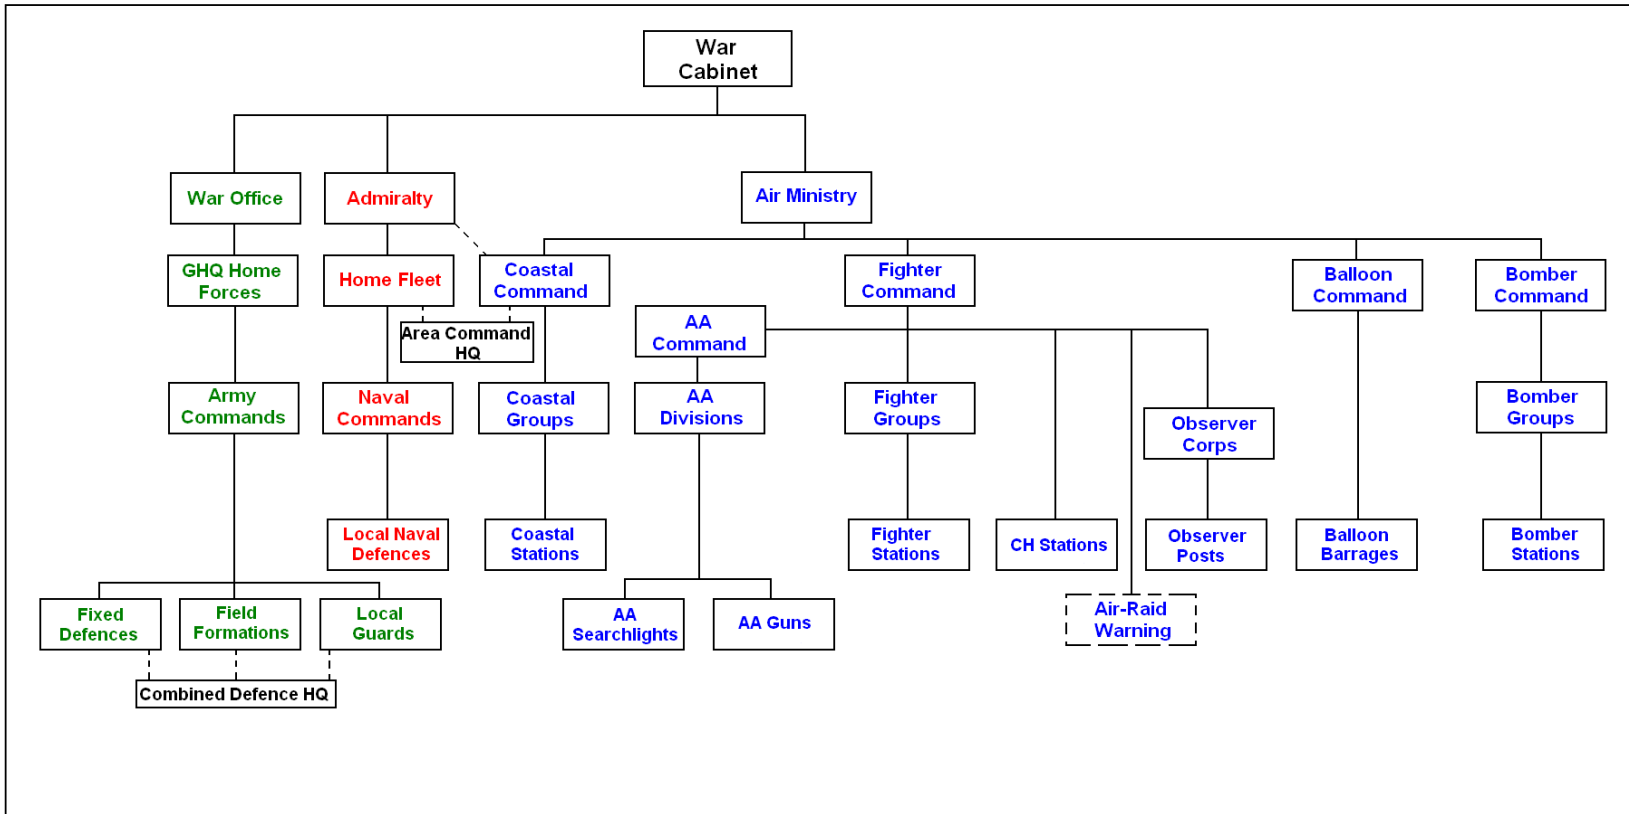 War
Cabinet
War Office
Admiralty
Air Ministry
GHQ Home
Forces
Home Fleet
Coastal
Command
Fighter
Command
Balloon
Command
Bomber
Command
Area Command
HQ
AA
Command
Army
Commands
Naval
Commands
Coastal
Groups
AA
Divisions
Fighter
Groups
Observer
Corps
Bomber
Groups
Local Naval
Defences
Coastal
Stations
Fighter
Stations
CH Stations
Observer
Posts
Balloon
Barrages
Bomber
Stations
Fixed
Defences
Field
Formations
Local
Guards
AA
Searchlights
AA Guns
Air-Raid
Warning
Combined Defence HQ